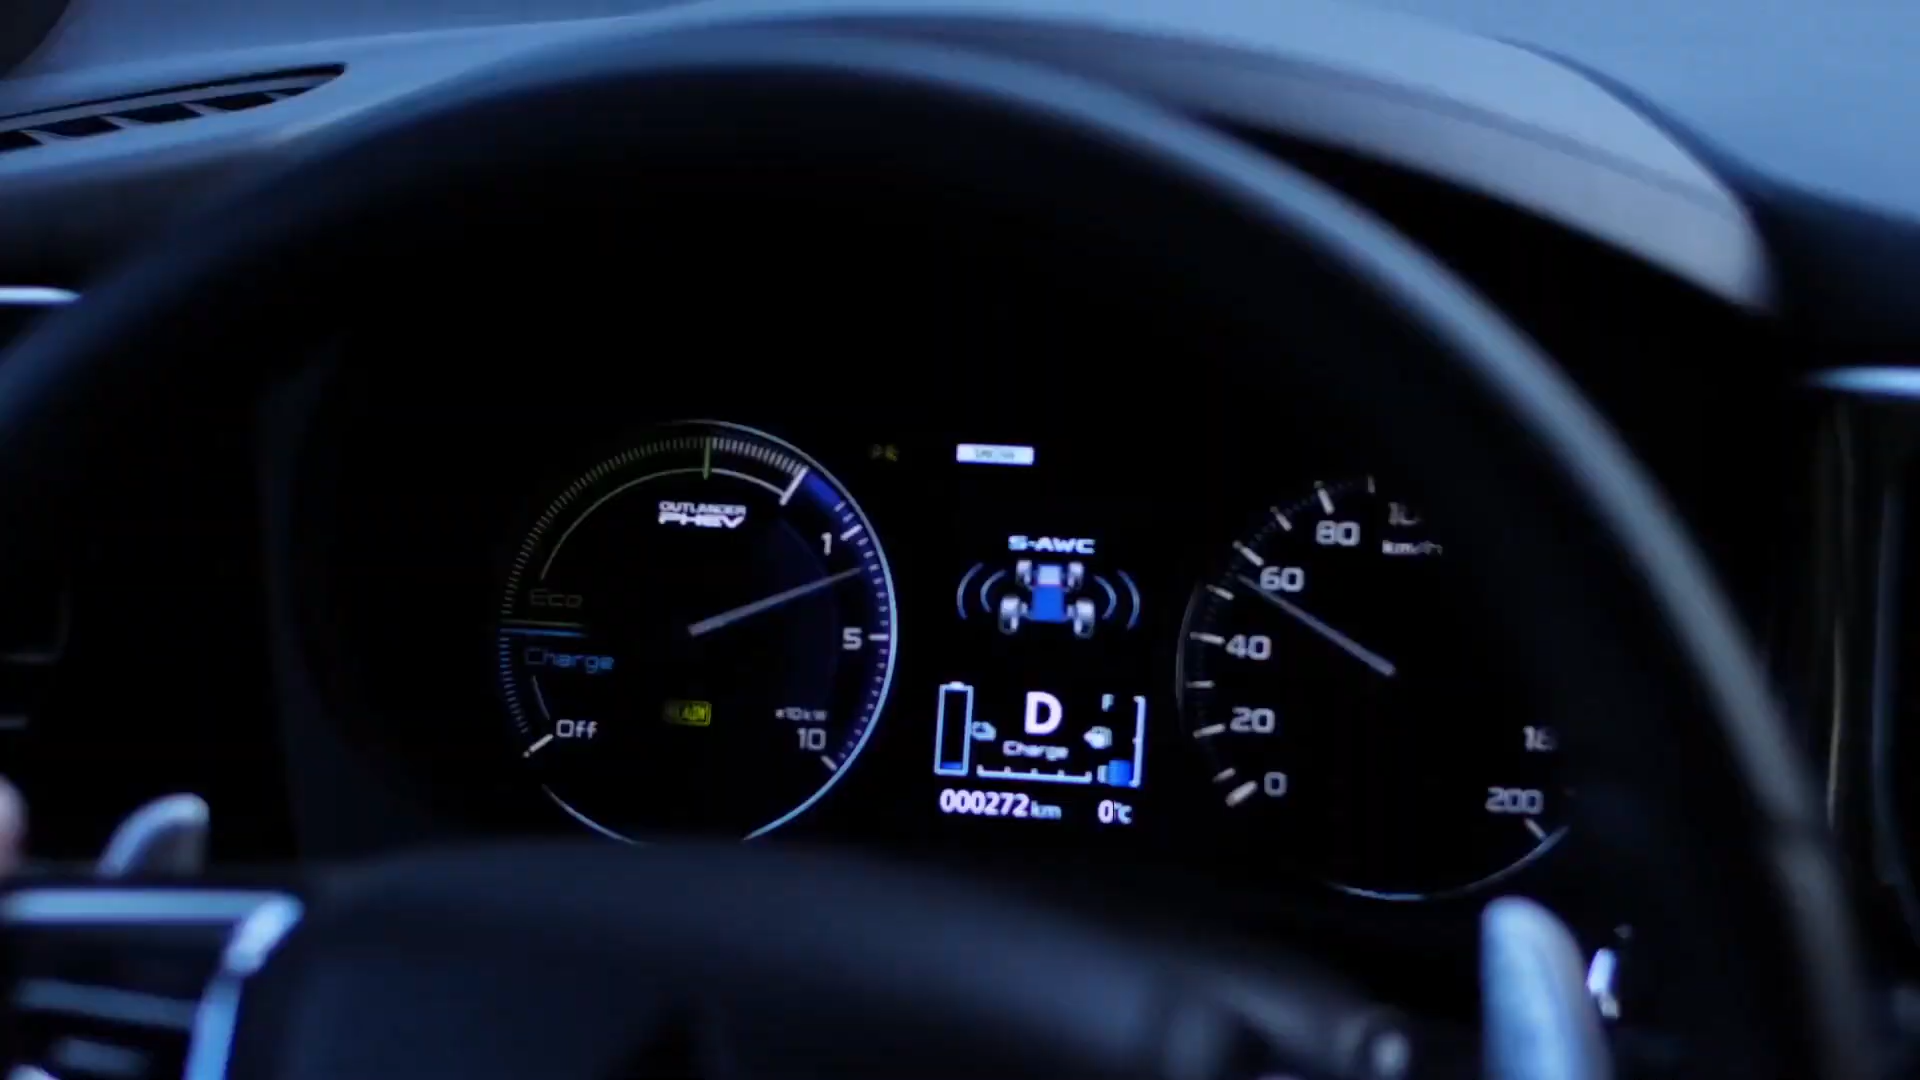 OUTLANDER
PHEV
1
5
x10kW
10
Eco
Charge
Off
S-AWC
D
Charge
F
000272 km
0°C
80
km/h
60
40
20
0
200